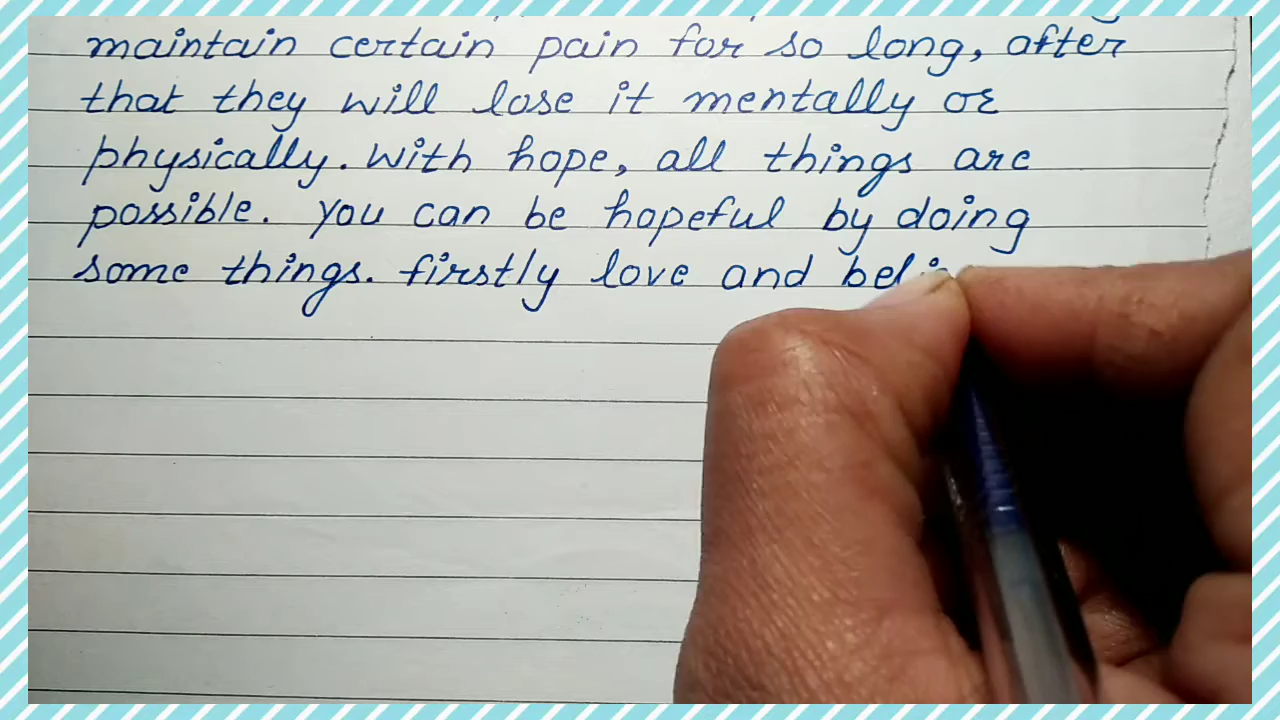 maintain certain pain for so long, after
that they will lose it mentally or
physically. With hope, all things are
possible. You can be hopeful by doing
some things. firstly love and beli